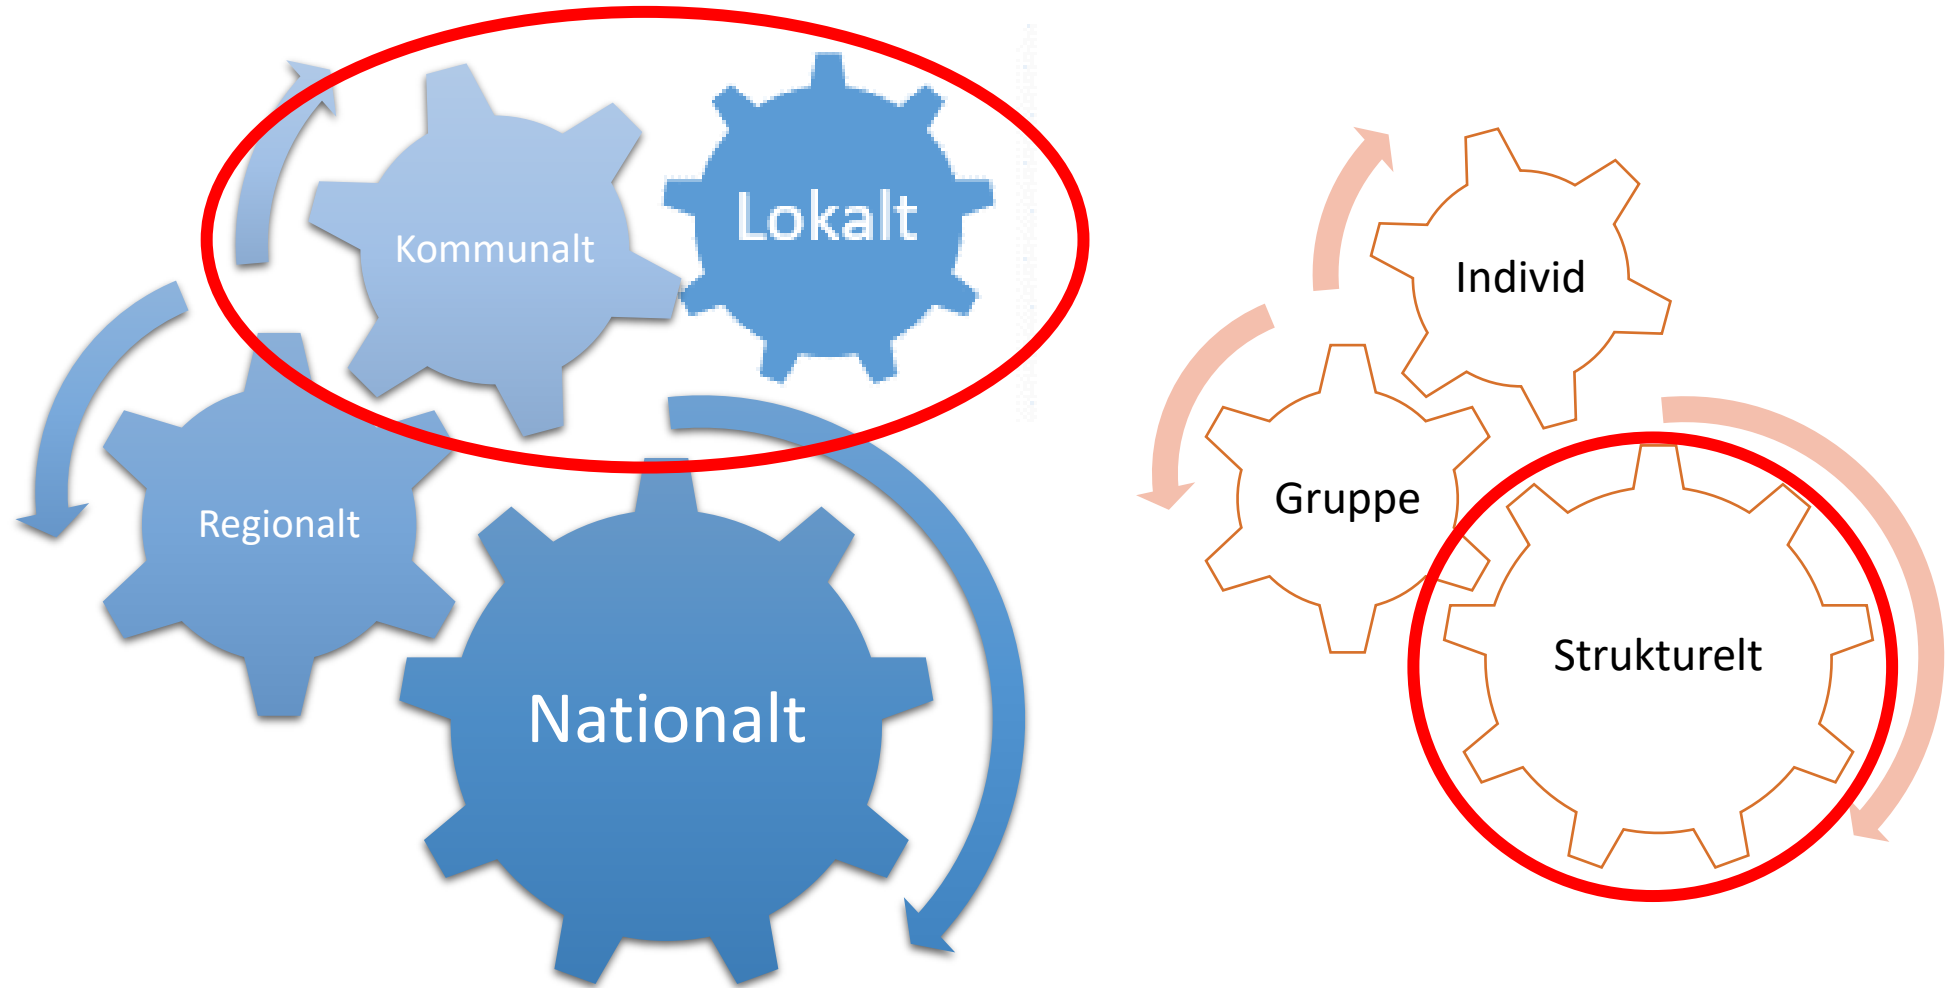 Kommunalt
Lokalt
Regionalt
Nationalt
Individ
Gruppe
Strukturelt